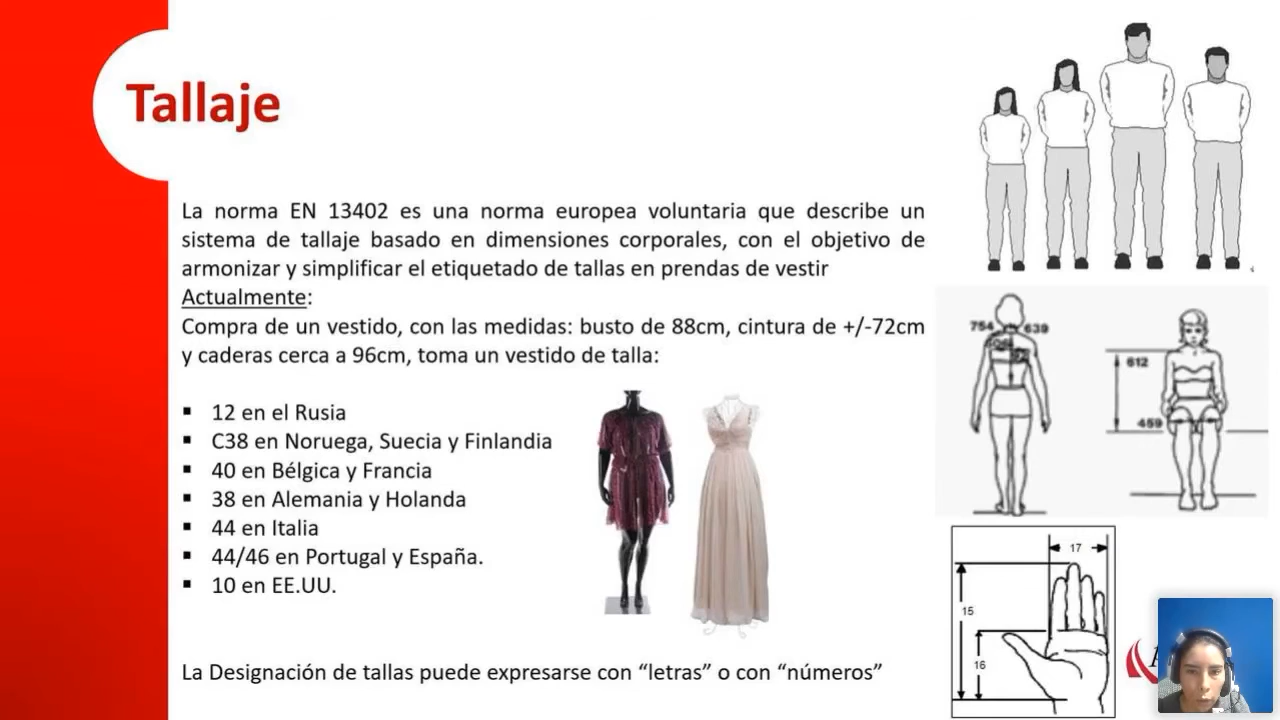 Tallaje
La norma EN 13402 es una norma europea voluntaria que describe un
sistema de tallaje basado en dimensiones corporales, con el objetivo de
armonizar y simplificar el etiquetado de tallas en prendas de vestir
Actualmente:
Compra de un vestido, con las medidas: busto de 88cm, cintura de +/-72cm
y caderas cerca a 96cm, toma un vestido de talla:
▪ 12 en el Rusia
▪ C38 en Noruega, Suecia y Finlandia
▪ 40 en Bélgica y Francia
▪ 38 en Alemania y Holanda
▪ 44 en Italia
▪ 44/46 en Portugal y España.
▪ 10 en EE.UU.
La Designación de tallas puede expresarse con “letras” o con “números”
754 639
612
459
17
15
16